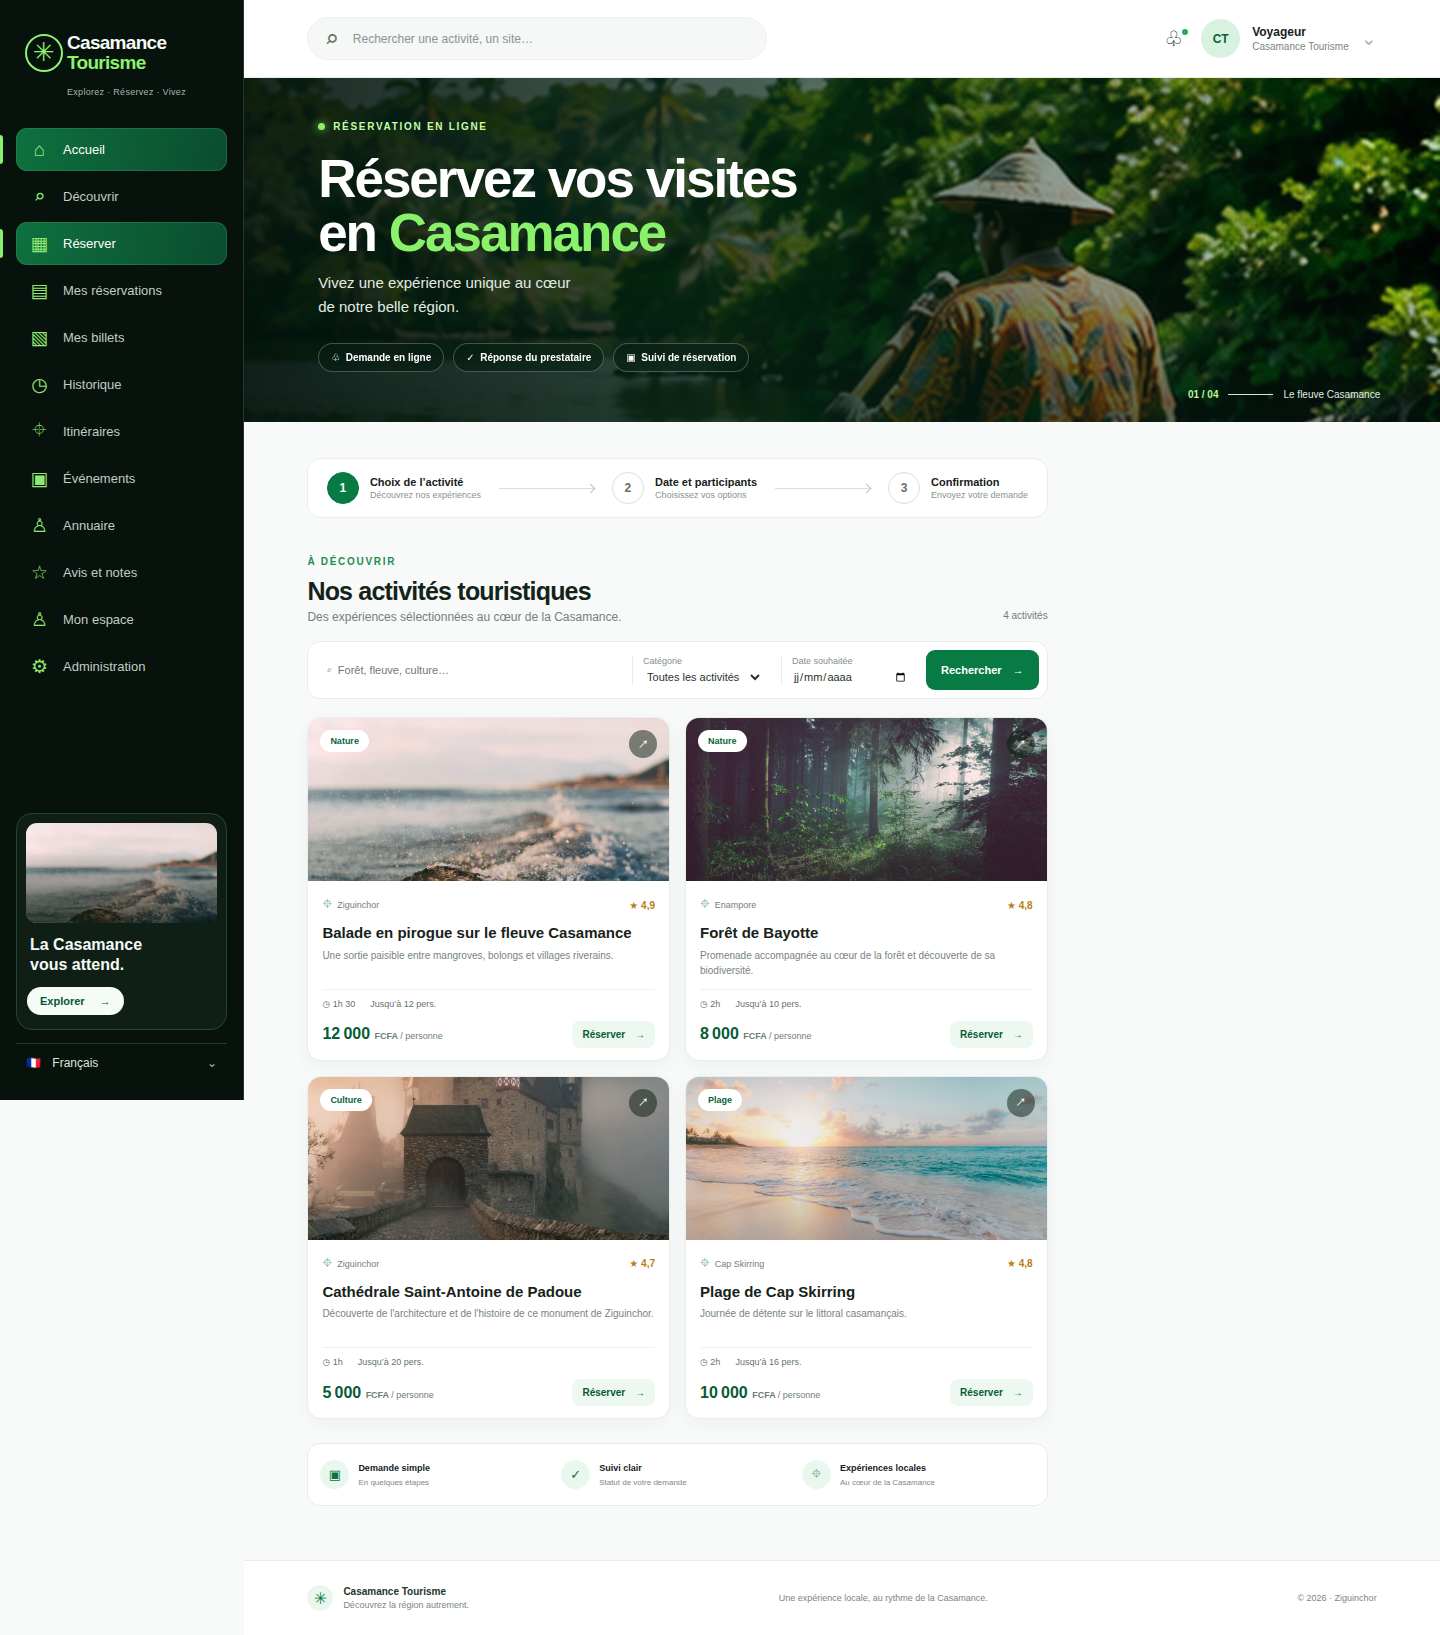 Casamance
Tourisme
Explorez · Réservez · Vivez
Accueil
Découvrir
Réserver
Mes réservations
Mes billets
Historique
Itinéraires
Événements
Annuaire
Avis et notes
Mon espace
Administration
La Casamance
vous attend.
Explorer →
Français
Rechercher une activité, un site…
CT
Voyageur
Casamance Tourisme
RÉSERVATION EN LIGNE
Réservez vos visites
en Casamance
Vivez une expérience unique au cœur
de notre belle région.
Demande en ligne
✓ Réponse du prestataire
Suivi de réservation
01 / 04
Le fleuve Casamance
1 Choix de l'activité
Découvrez nos expériences
2 Date et participants
Choisissez vos options
3 Confirmation
Envoyez votre demande
À DÉCOUVRIR
Nos activités touristiques
Des expériences sélectionnées au cœur de la Casamance.
4 activités
Forêt, fleuve, culture…
Catégorie
Toutes les activités
Date souhaitée
jj/mm/aaaa
Rechercher →
Nature
Ziguinchor
★ 4,9
Balade en pirogue sur le fleuve Casamance
Une sortie paisible entre mangroves, bolongs et villages riverains.
1h 30 Jusqu'à 12 pers.
12 000 FCFA / personne
Réserver →
Nature
Enampore
★ 4,8
Forêt de Bayotte
Promenade accompagnée au cœur de la forêt et découverte de sa
biodiversité.
2h Jusqu'à 10 pers.
8 000 FCFA / personne
Réserver →
Culture
Ziguinchor
★ 4,7
Cathédrale Saint-Antoine de Padoue
Découverte de l'architecture et de l'histoire de ce monument de Ziguinchor.
1h Jusqu'à 20 pers.
5 000 FCFA / personne
Réserver →
Plage
Cap Skirring
★ 4,8
Plage de Cap Skirring
Journée de détente sur le littoral casamançais.
2h Jusqu'à 16 pers.
10 000 FCFA / personne
Réserver →
Demande simple
En quelques étapes
✓ Suivi clair
Statut de votre demande
Expériences locales
Au cœur de la Casamance
Casamance Tourisme
Découvrez la région autrement.
Une expérience locale, au rythme de la Casamance.
© 2026 · Ziguinchor